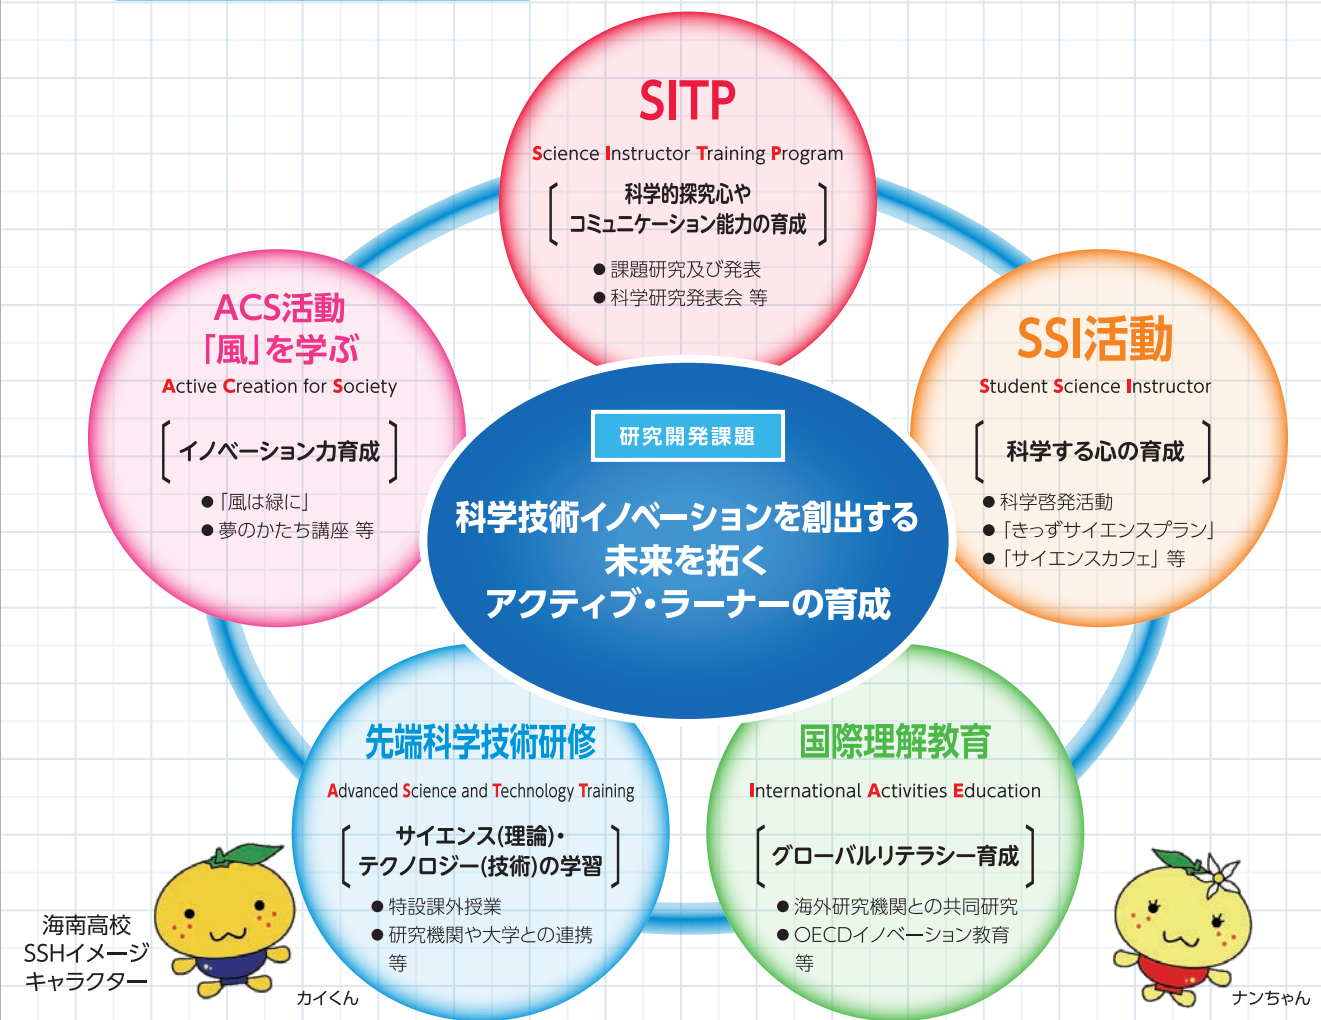 SITP
Science Instructor Training Program
科学的探究心や
コミュニケーション能力の育成
● 課題研究及び発表
● 科学研究発表会 等
ACS活動
「風」を学ぶ
Active Creation for Society
イノベーション力育成
● 「風は緑に」
● 夢のかたち講座 等
SSI活動
Student Science Instructor
科学する心の育成
● 科学啓発活動
● 「きっずサイエンスプラン」
● 「サイエンスカフェ」 等
研究開発課題
科学技術イノベーションを創出する
未来を拓く
アクティブ・ラーナーの育成
先端科学技術研修
Advanced Science and Technology Training
サイエンス(理論)・
テクノロジー(技術)の学習
● 特設課外授業
● 研究機関や大学との連携
等
国際理解教育
International Activities Education
グローバルリテラシー育成
● 海外研究機関との共同研究
● OECDイノベーション教育
等
海南高校
SSHイメージ
キャラクター
カイくん
ナンちゃん